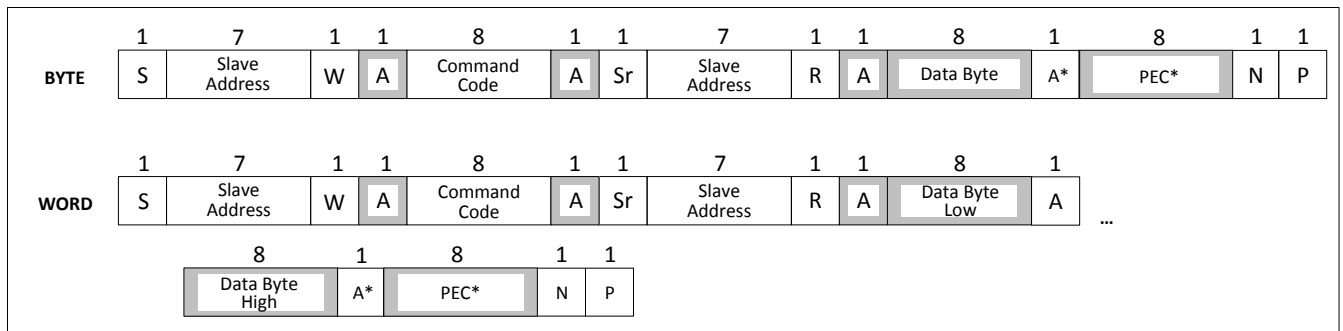 1 7 1 1 8 1 1 7 1 1 8 1 8 1 1
BYTE S Slave Address W A Command Code A Sr Slave Address R A Data Byte A* PEC* N P
1 7 1 1 8 1 1 7 1 1 8 1
WORD S Slave Address W A Command Code A Sr Slave Address R A Data Byte Low A ...
8 1 8 1 1
Data Byte High A* PEC* N P